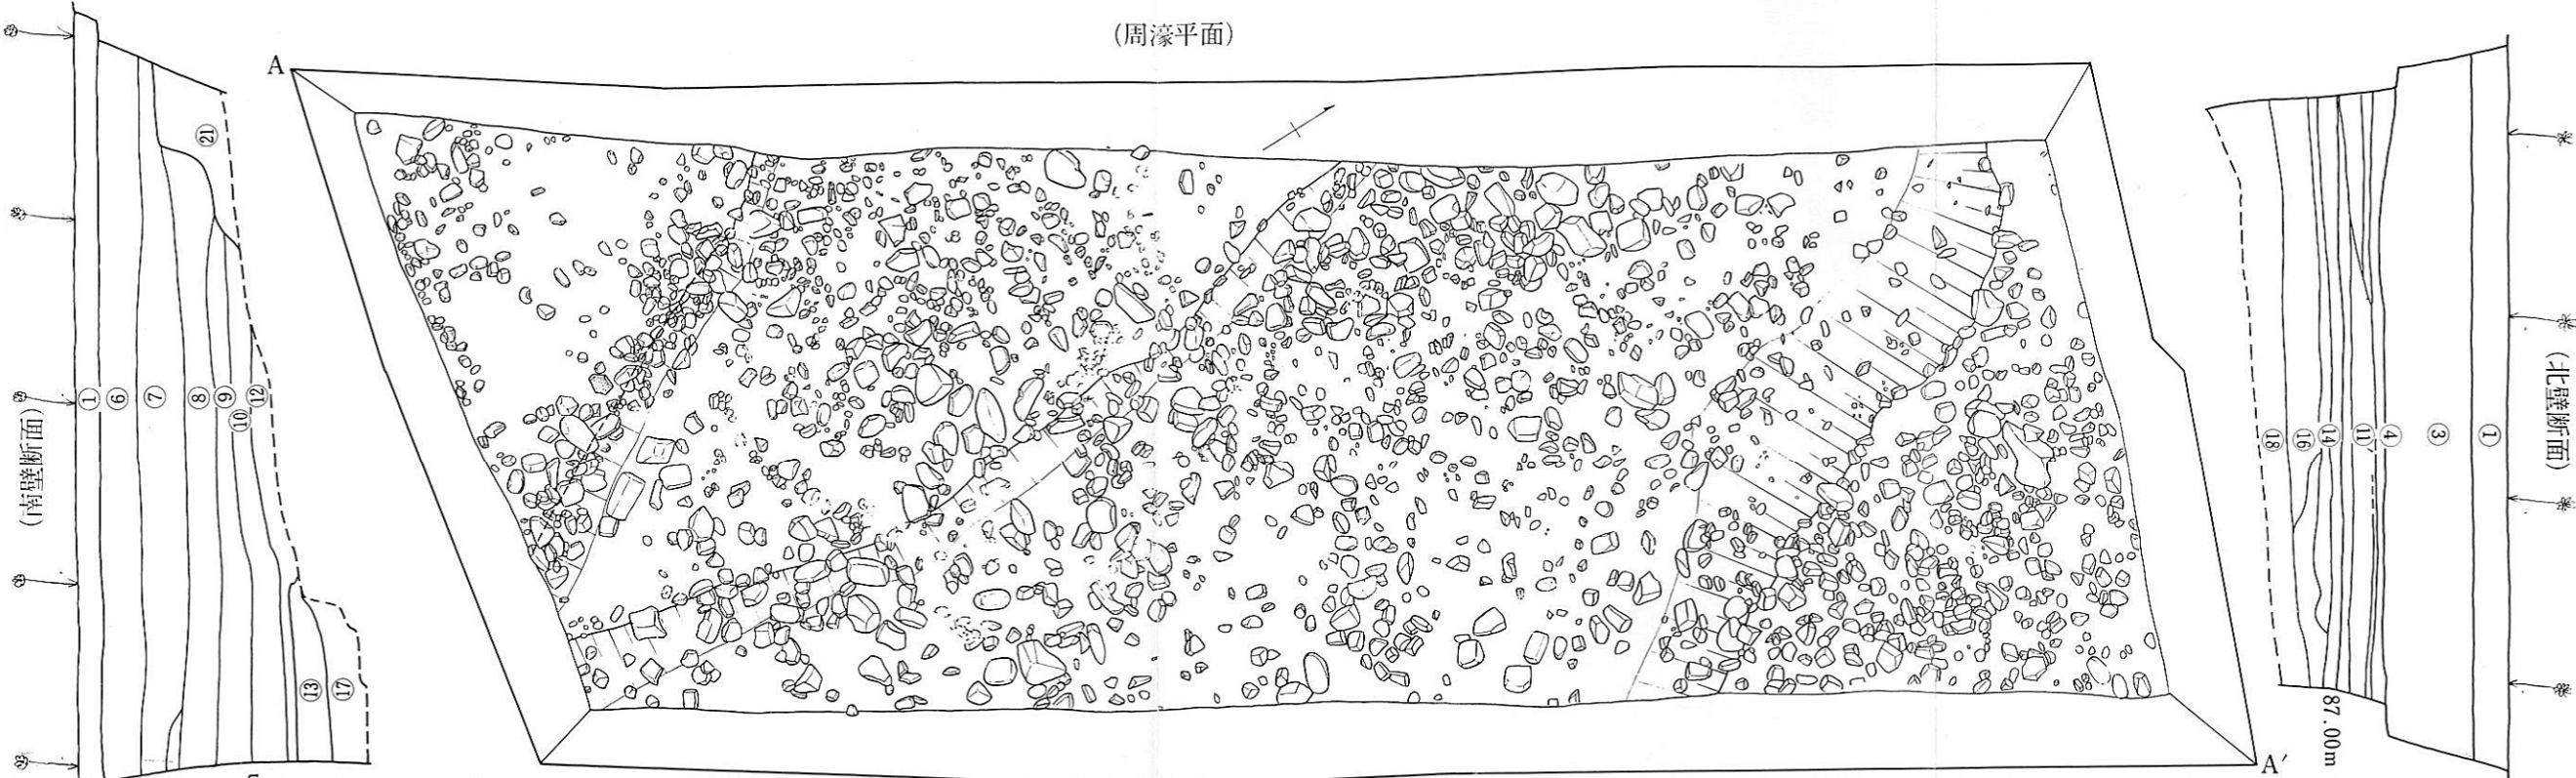 (周濠平面)
A
㉑
① ⑥ ⑦ ⑧ ⑨ ⑩ ⑫
⑬ ⑰
(南壁断面)
⑱ ⑯ ⑭ ⑪′ ④ ③ ①
(北壁断面)
87.00m
A′